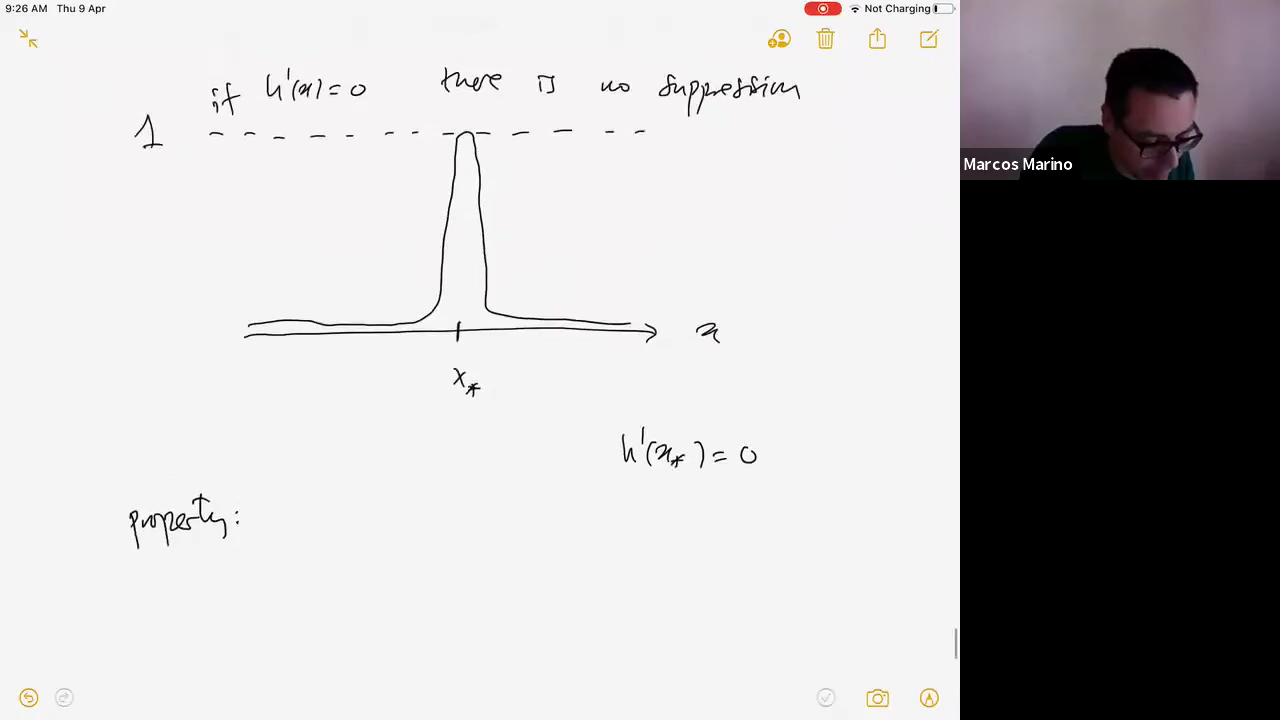 9:26 AM Thu 9 Apr
Not Charging
if h'(x)=0 there is no suppression
1
x
x*
h'(x*) = 0
property:
Marcos Marino